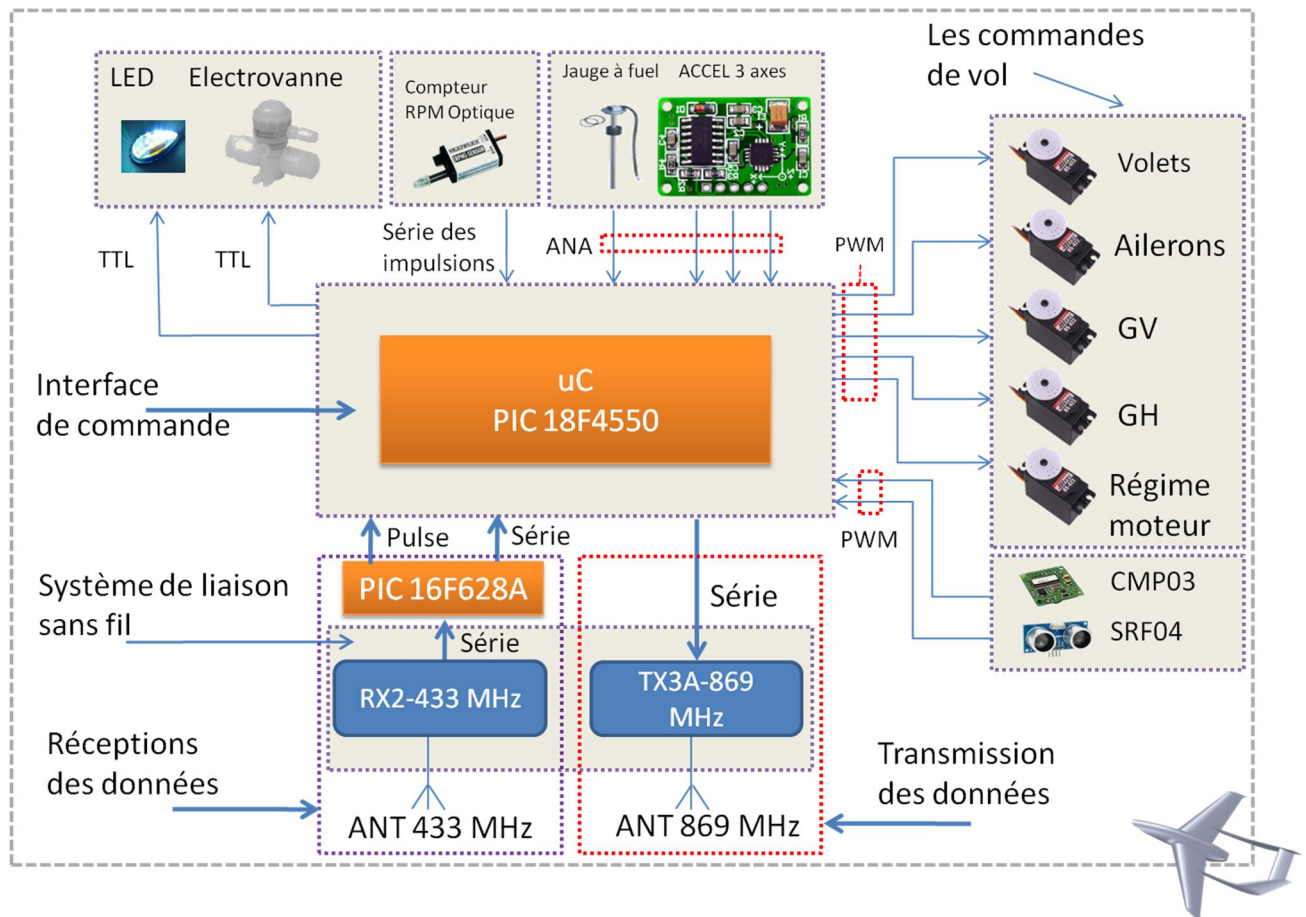 Les commandes
de vol
LED
Electrovanne
Compteur
RPM Optique
Jauge à fuel
ACCEL 3 axes
Volets
Ailerons
GV
GH
Régime
moteur
TTL
TTL
Série des
impulsions
ANA
PWM
Interface
de commande
uC
PIC 18F4550
PWM
CMP03
SRF04
Pulse
Série
PIC 16F628A
Série
Série
Système de liaison
sans fil
RX2-433 MHz
TX3A-869
MHz
Réceptions
des données
Transmission
des données
ANT 433 MHz
ANT 869 MHz